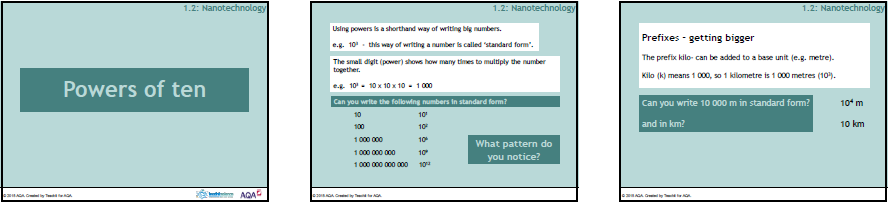 1.2: Nanotechnology
Powers of ten
© 2015 AQA. Created by Teachit for AQA.
AQA
1.2: Nanotechnology
Using powers is a shorthand way of writing big numbers.
e.g. 10³ - this way of writing a number is called ‘standard form’.
The small digit (power) shows how many times to multiply the number
together.
e.g. 10³ = 10 x 10 x 10 = 1 000
Can you write the following numbers in standard form?
10 10¹
100 10²
1 000 000 10⁶
1 000 000 000 10⁹
1 000 000 000 000 10¹²
What pattern do
you notice?
© 2015 AQA. Created by Teachit for AQA.
1.2: Nanotechnology
Prefixes – getting bigger
The prefix kilo- can be added to a base unit (e.g. metre).
Kilo (k) means 1 000, so 1 kilometre is 1 000 metres (10³).
Can you write 10 000 m in standard form? 10⁴ m
and in km? 10 km
© 2015 AQA. Created by Teachit for AQA.